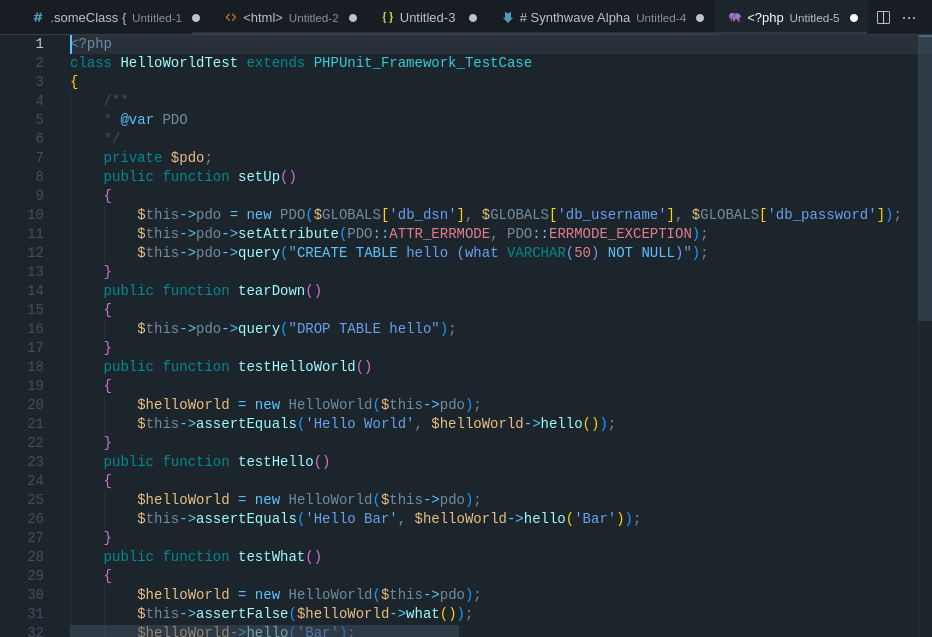 # .someClass { Untitled-1 ● <> <html> Untitled-2 ● {} Untitled-3 ● # Synthwave Alpha Untitled-4 ● <?php Untitled-5 ● ···
1 <?php
2 class HelloWorldTest extends PHPUnit_Framework_TestCase
3 {
4     /**
5     * @var PDO
6     */
7     private $pdo;
8     public function setUp()
9     {
10         $this->pdo = new PDO($GLOBALS['db_dsn'], $GLOBALS['db_username'], $GLOBALS['db_password']);
11         $this->pdo->setAttribute(PDO::ATTR_ERRMODE, PDO::ERRMODE_EXCEPTION);
12         $this->pdo->query("CREATE TABLE hello (what VARCHAR(50) NOT NULL)");
13     }
14     public function tearDown()
15     {
16         $this->pdo->query("DROP TABLE hello");
17     }
18     public function testHelloWorld()
19     {
20         $helloWorld = new HelloWorld($this->pdo);
21         $this->assertEquals('Hello World', $helloWorld->hello());
22     }
23     public function testHello()
24     {
25         $helloWorld = new HelloWorld($this->pdo);
26         $this->assertEquals('Hello Bar', $helloWorld->hello('Bar'));
27     }
28     public function testWhat()
29     {
30         $helloWorld = new HelloWorld($this->pdo);
31         $this->assertFalse($helloWorld->what());
32         $helloWorld->hello('Bar');